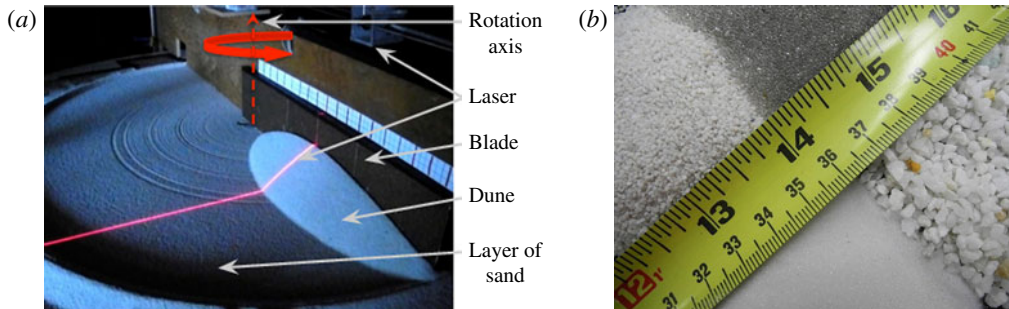 (a)
Rotation
axis
Laser
Blade
Dune
Layer of
sand
(b)
12 1' 13 14 15 16
31 32 33 34 35 36 37 38 39 40 41